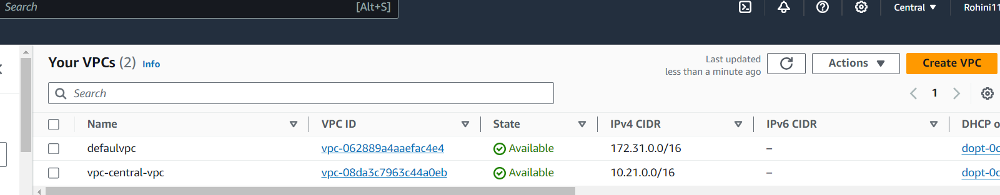 Search [Alt+S] Central ▼ Rohini11
Your VPCs (2) Info
Last updated
less than a minute ago
Actions ▼ Create VPC
Search
1
Name VPC ID State IPv4 CIDR IPv6 CIDR DHCP o
defaulvpc vpc-062889a4aaefac4e4 Available 172.31.0.0/16 – dopt-0c
vpc-central-vpc vpc-08da3c7963c44a0eb Available 10.21.0.0/16 – dopt-0c